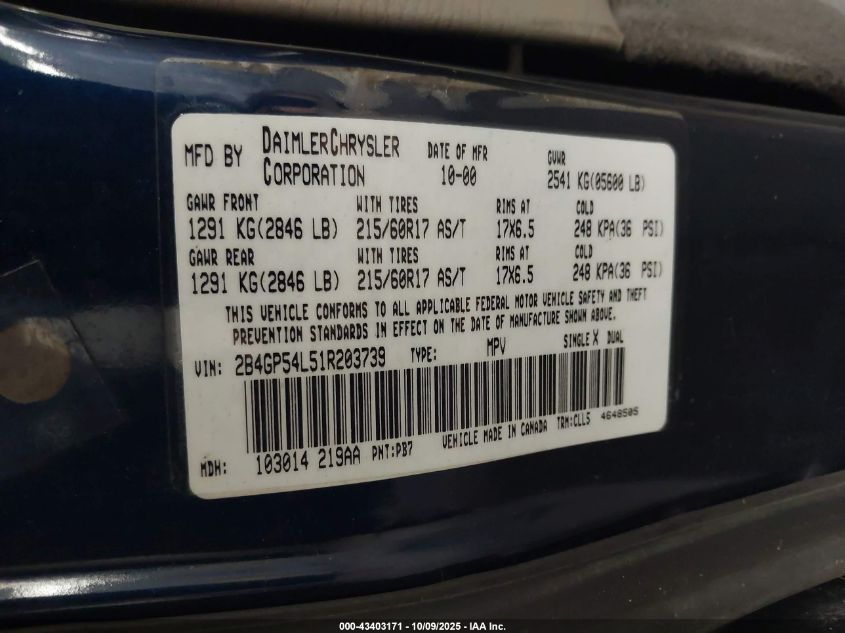 MFD BY DAIMLERCHRYSLER CORPORATION DATE OF MFR 10-00 GVWR 2541 KG(05600 LB)
GAWR FRONT WITH TIRES RIMS AT COLD
1291 KG(2846 LB) 215/60R17 AS/T 17X6.5 248 KPA(36 PSI)
GAWR REAR WITH TIRES RIMS AT COLD
1291 KG(2846 LB) 215/60R17 AS/T 17X6.5 248 KPA(36 PSI)
THIS VEHICLE CONFORMS TO ALL APPLICABLE FEDERAL MOTOR VEHICLE SAFETY AND THEFT
PREVENTION STANDARDS IN EFFECT ON THE DATE OF MANUFACTURE SHOWN ABOVE.
VIN: 2B4GP54L51R203739 TYPE: MPV SINGLE X DUAL
MDH: 103014 219AA PNT:PB7 VEHICLE MADE IN CANADA TRM:CLL5 4648505
000-43403171 - 10/09/2025 - IAA Inc.